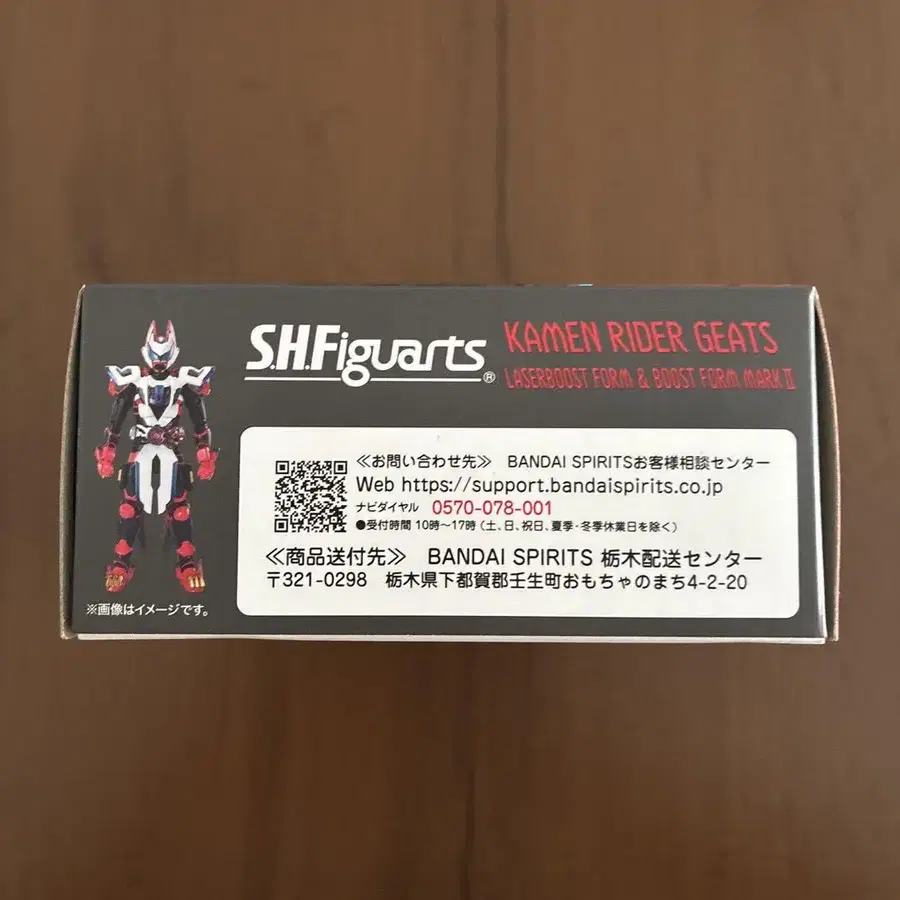 S.H.Figuarts®
KAMEN RIDER GEATS
LASERBOOST FORM & BOOST FORM MARKⅡ
≪お問い合わせ先≫ BANDAI SPIRITSお客様相談センター
Web https://support.bandaispirits.co.jp
ナビダイヤル 0570-078-001
●受付時間 10時〜17時（土、日、祝日、夏季・冬季休業日を除く）
≪商品送付先≫ BANDAI SPIRITS 栃木配送センター
〒321-0298 栃木県下都賀郡壬生町おもちゃのまち4-2-20
※画像はイメージです。